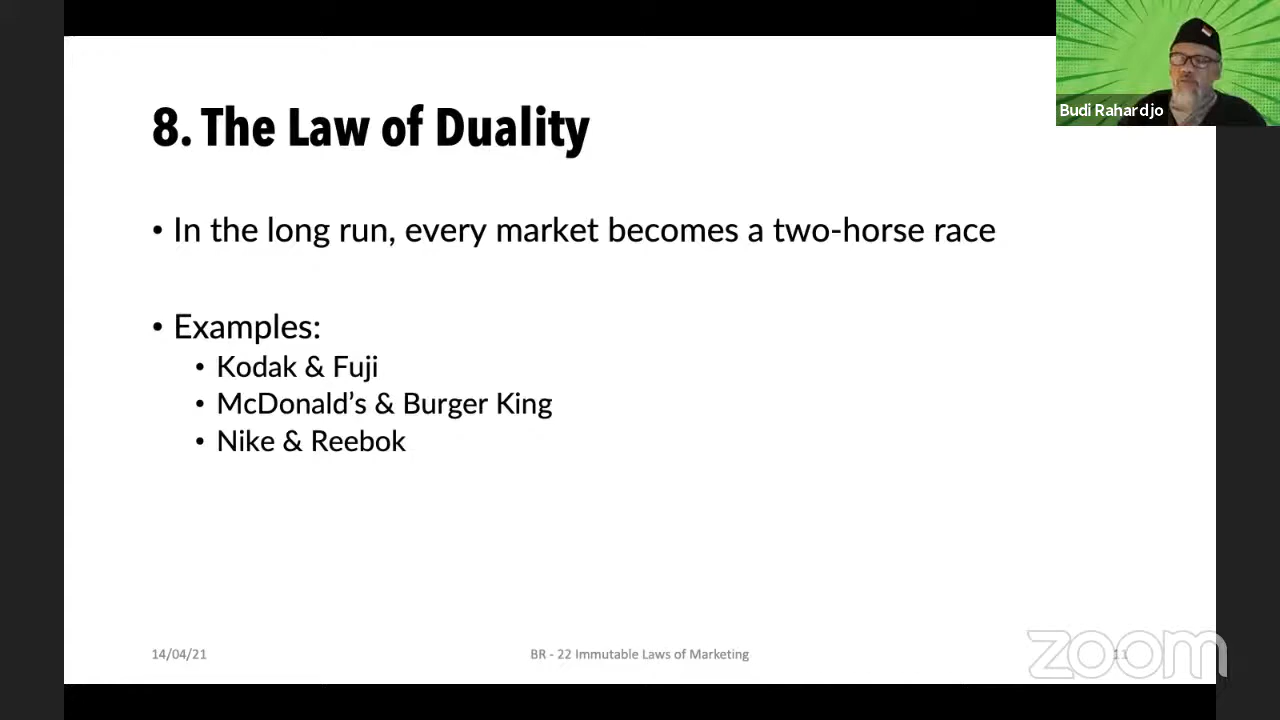 8. The Law of Duality
Budi Rahardjo
• In the long run, every market becomes a two-horse race
• Examples:
• Kodak & Fuji
• McDonald's & Burger King
• Nike & Reebok
14/04/21
BR - 22 Immutable Laws of Marketing
11
zoom